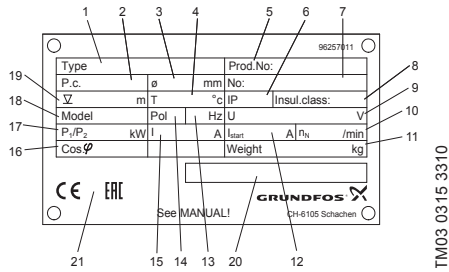 1 2 3 4 5 6 7
96257011
Type Prod.No:
P.c. ø mm No:
m T °c IP Insul.class:
Model Pol Hz U V
P1/P2 kW I A Istart A nN /min
Cos φ Weight kg
8
9
10
11
19
18
17
16
CE EAC
GRUNDFOS
See MANUAL! CH-6105 Schachen
21 15 14 13 20 12
TM03 0315 3310